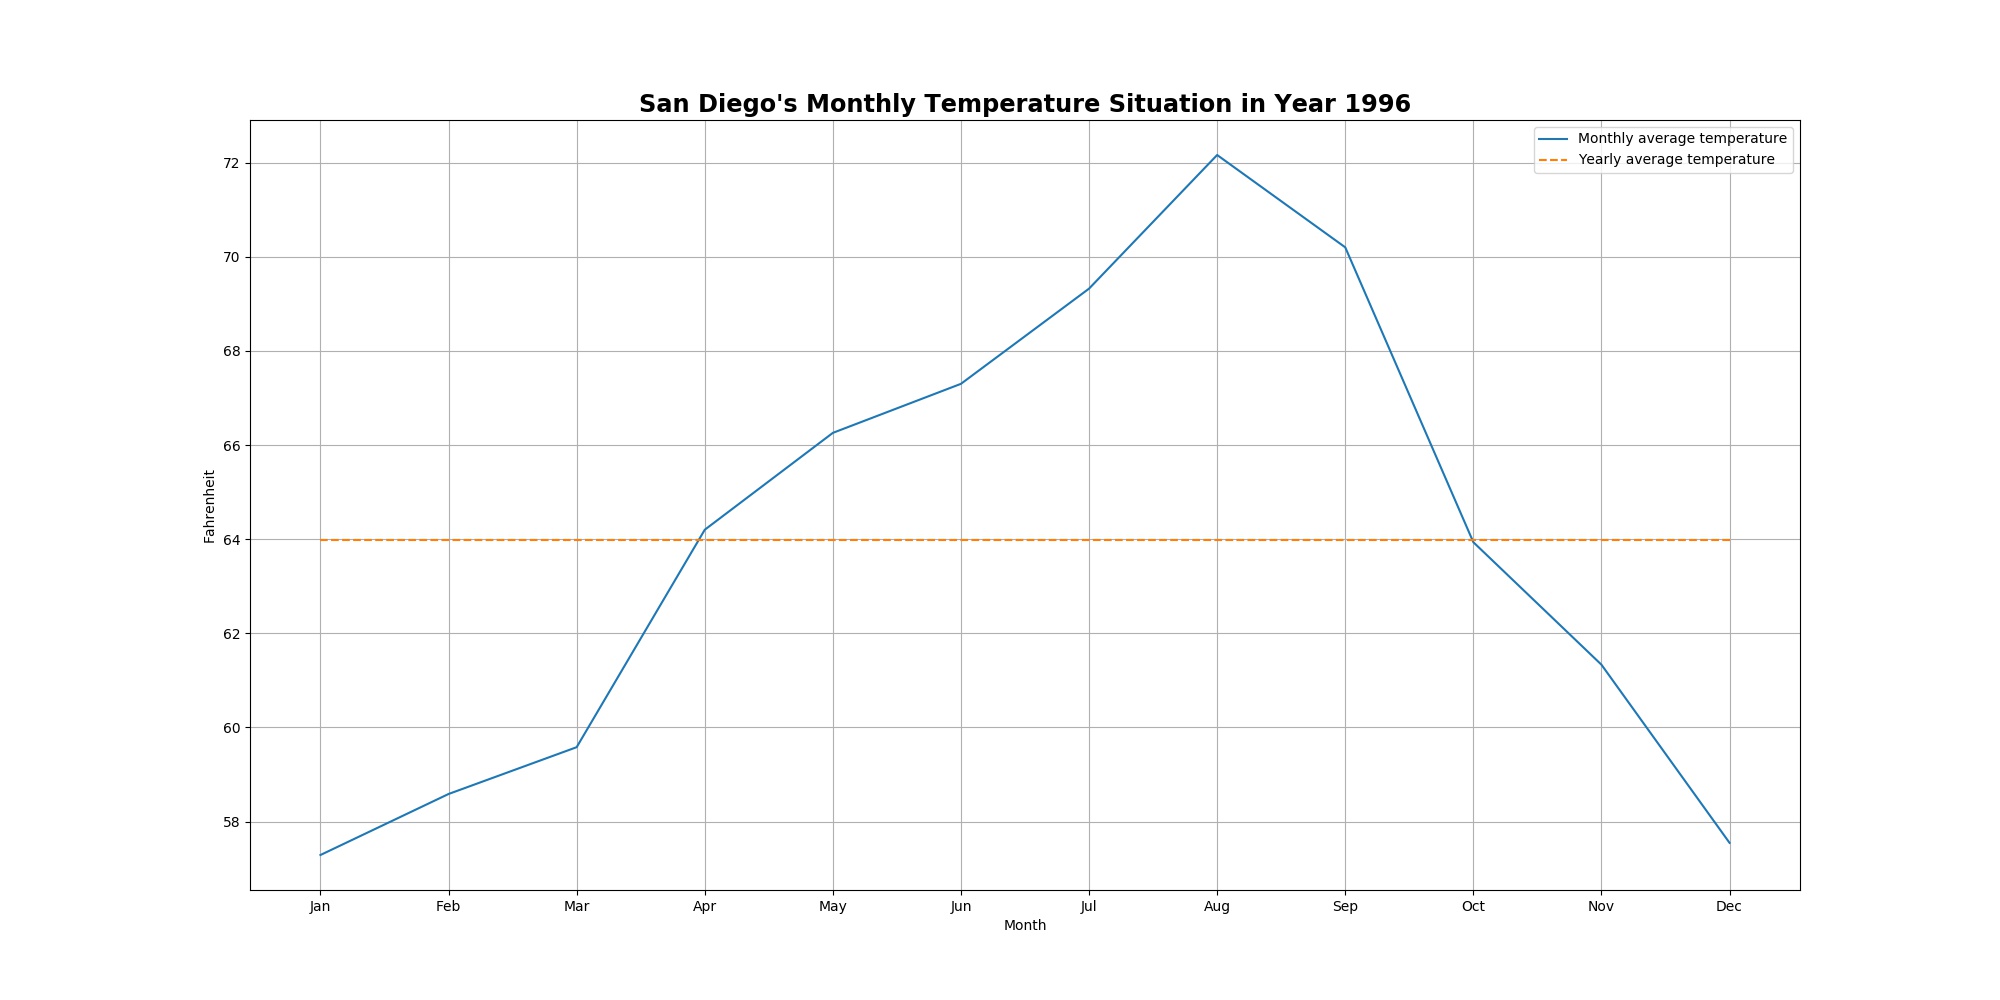 San Diego's Monthly Temperature Situation in Year 1996
Monthly average temperature
Yearly average temperature
72
70
68
66
64
62
60
58
Fahrenheit
Jan Feb Mar Apr May Jun Jul Aug Sep Oct Nov Dec
Month